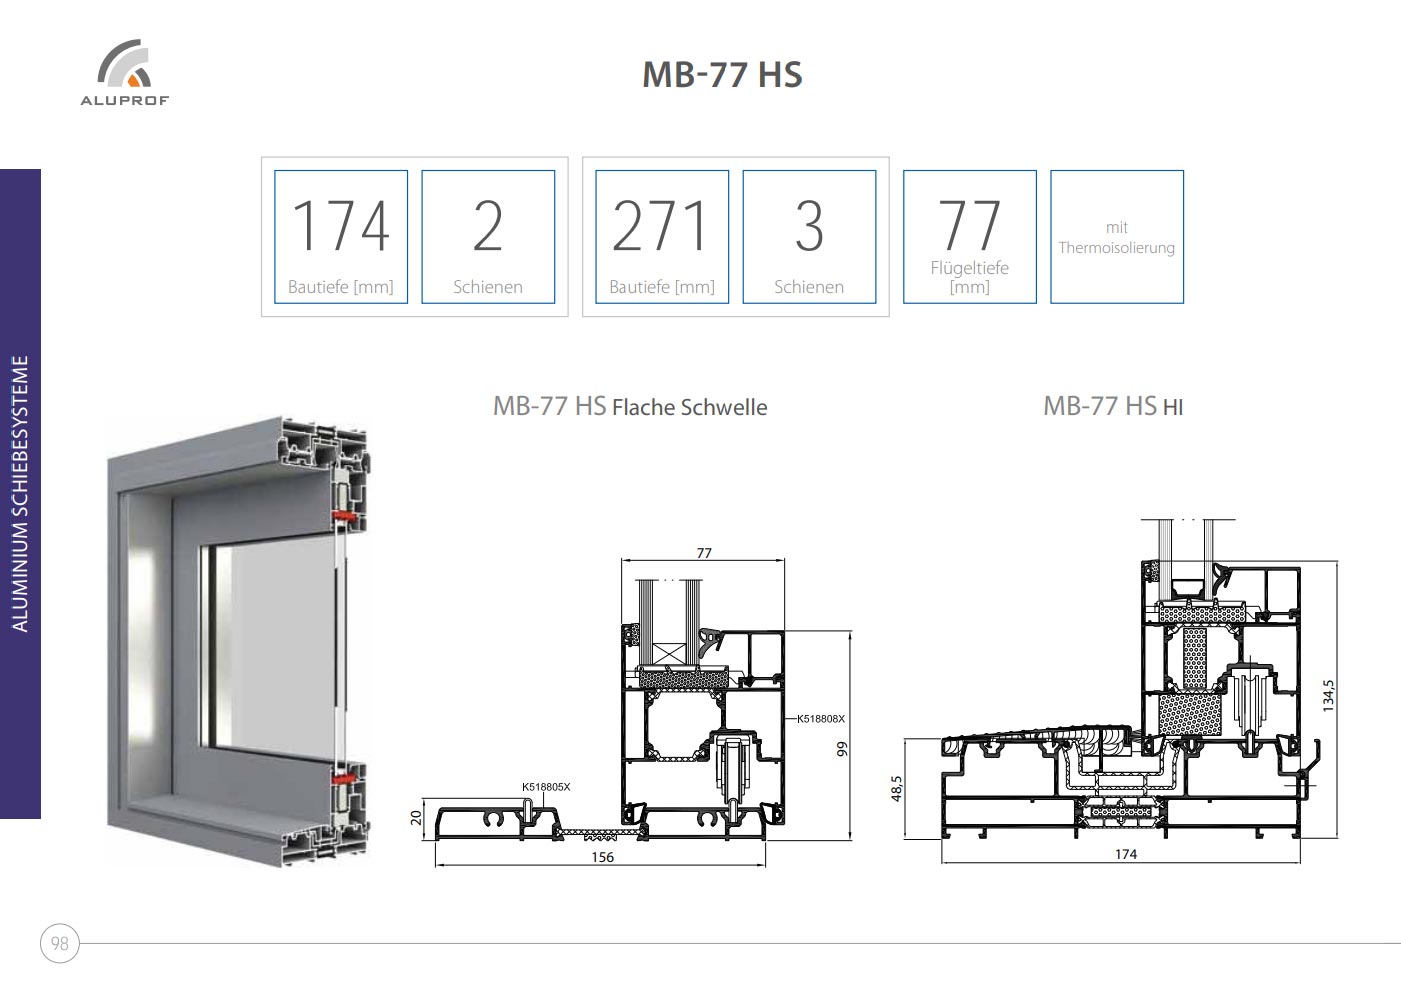 ALUPROF
MB-77 HS
174
Bautiefe [mm]
2
Schienen
271
Bautiefe [mm]
3
Schienen
77
Flügeltiefe
[mm]
mit
Thermoisolierung
ALUMINIUM SCHIEBESYSTEME
MB-77 HS Flache Schwelle
MB-77 HS HI
77
K518808X
99
K518805X
20
156
134,5
48,5
174
98